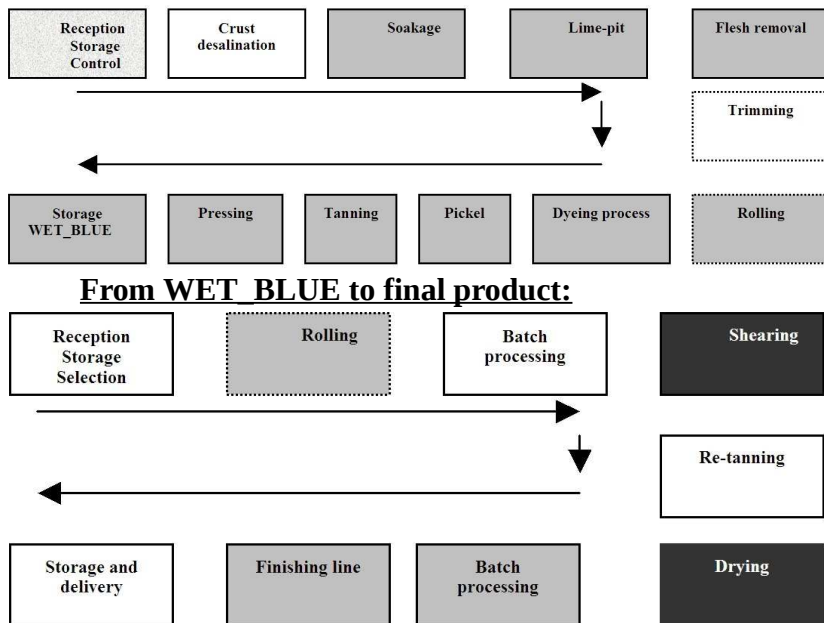 Reception
Storage
Control
Crust
desalination
Soakage
Lime-pit
Flesh removal
Trimming
Storage
WET_BLUE
Pressing
Tanning
Pickel
Dyeing process
Rolling
From WET_BLUE to final product:
Reception
Storage
Selection
Rolling
Batch
processing
Shearing
Re-tanning
Storage and
delivery
Finishing line
Batch
processing
Drying